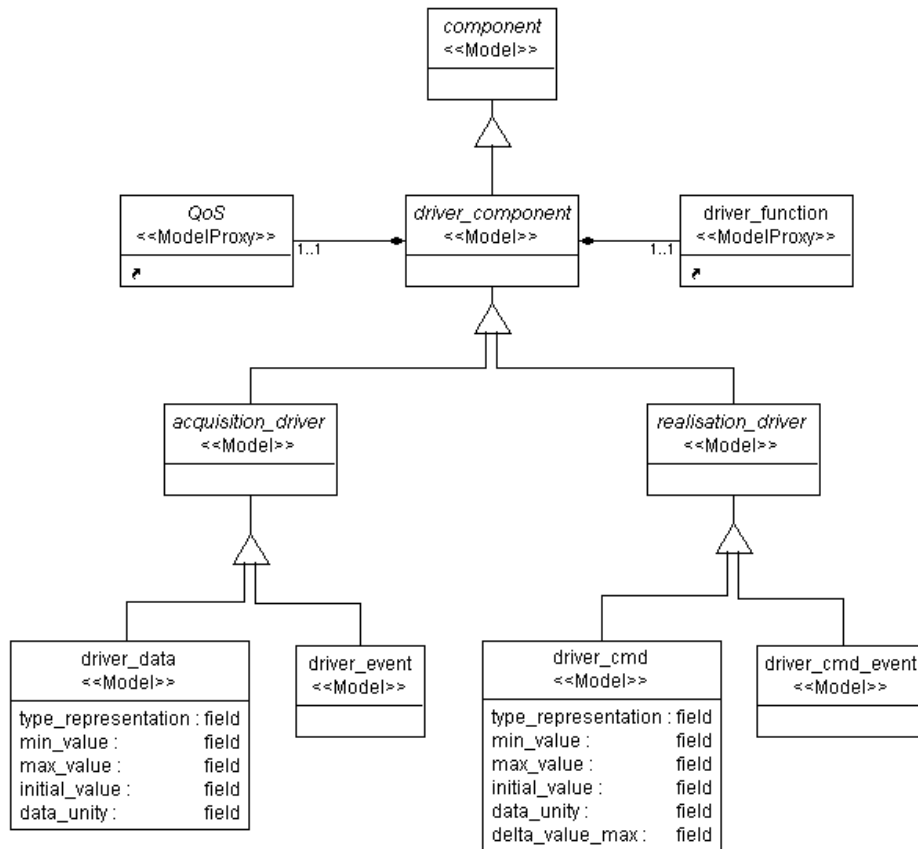 component
<<Model>>
QoS
<<ModelProxy>>
1..1
driver_component
<<Model>>
driver_function
<<ModelProxy>>
1..1
acquisition_driver
<<Model>>
realisation_driver
<<Model>>
driver_data
<<Model>>
type_representation : field
min_value : field
max_value : field
initial_value : field
data_unity : field
driver_event
<<Model>>
driver_cmd
<<Model>>
type_representation : field
min_value : field
max_value : field
initial_value : field
data_unity : field
delta_value_max : field
driver_cmd_event
<<Model>>